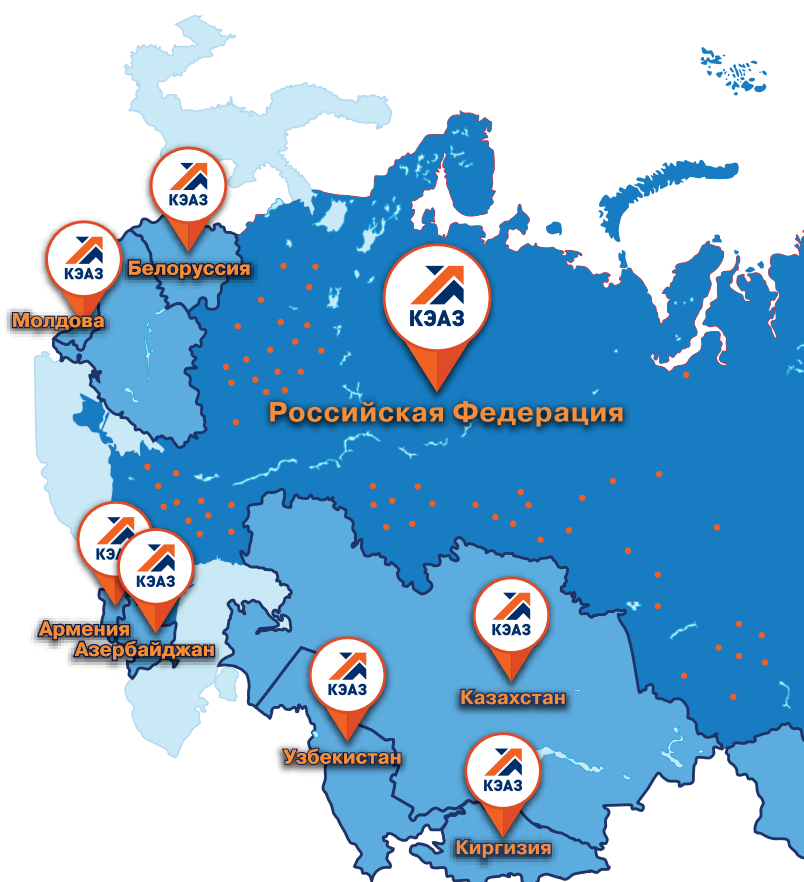 КЭАЗ
Белоруссия
КЭАЗ
Молдова
КЭАЗ
Российская Федерация
КЭАЗ
Армения
КЭАЗ
Азербайджан
КЭАЗ
Казахстан
КЭАЗ
Узбекистан
КЭАЗ
Киргизия